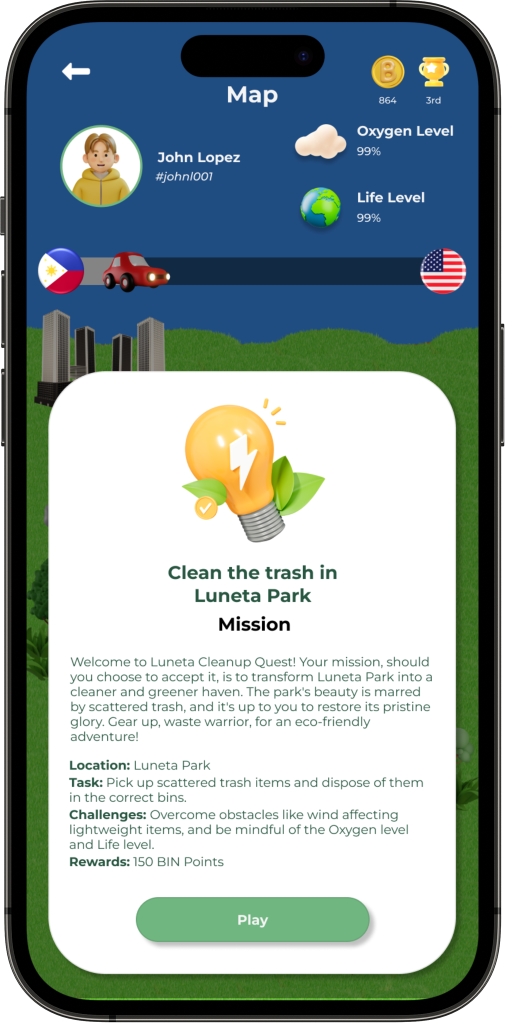 Map
864
3rd
John Lopez
#johnl001
Oxygen Level
99%
Life Level
99%
Clean the trash in
Luneta Park
Mission
Welcome to Luneta Cleanup Quest! Your mission, should
you choose to accept it, is to transform Luneta Park into a
cleaner and greener haven. The park's beauty is marred
by scattered trash, and it's up to you to restore its pristine
glory. Gear up, waste warrior, for an eco-friendly
adventure!
Location: Luneta Park
Task: Pick up scattered trash items and dispose of them
in the correct bins.
Challenges: Overcome obstacles like wind affecting
lightweight items, and be mindful of the Oxygen level
and Life level.
Rewards: 150 BIN Points
Play